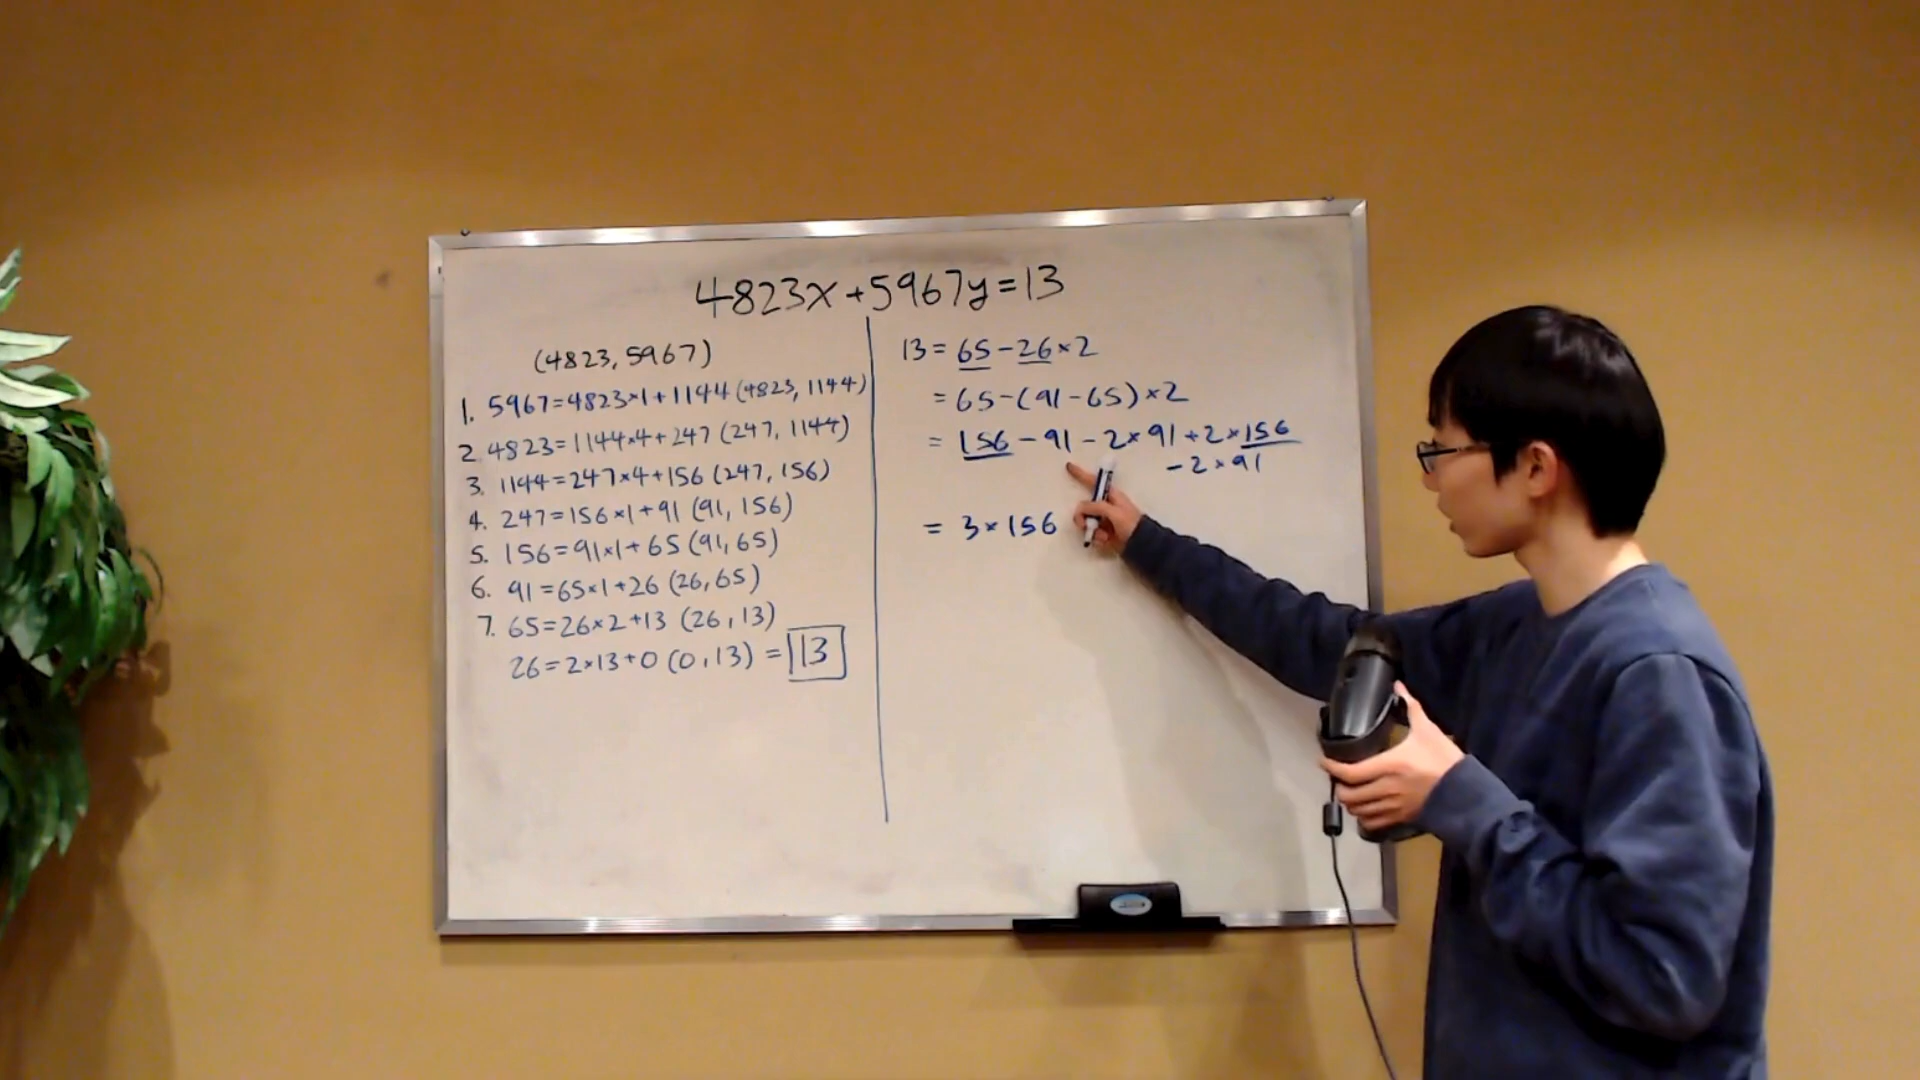 4823x+5967y=13
(4823, 5967)
1. 5967=4823×1+1144 (4823, 1144)
2 4823=1144×4+247 (247, 1144)
3. 1144=247×4+156 (247, 156)
4. 247=156×1+91 (91, 156)
5. 156=91×1+65 (91, 65)
6. 91=65×1+26 (26, 65)
7. 65=26×2+13 (26, 13)
26=2×13+0 (0, 13) = 13
13=65-26×2
=65-(91-65)×2
=156-91-2×91+2×156
-2×91
=3×156